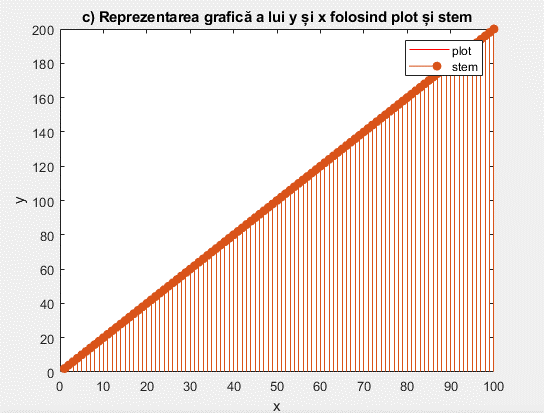 c) Reprezentarea grafică a lui y și x folosind plot și stem
200
180
160
140
120
100
80
60
40
20
0
y
plot
stem
0 10 20 30 40 50 60 70 80 90 100
x